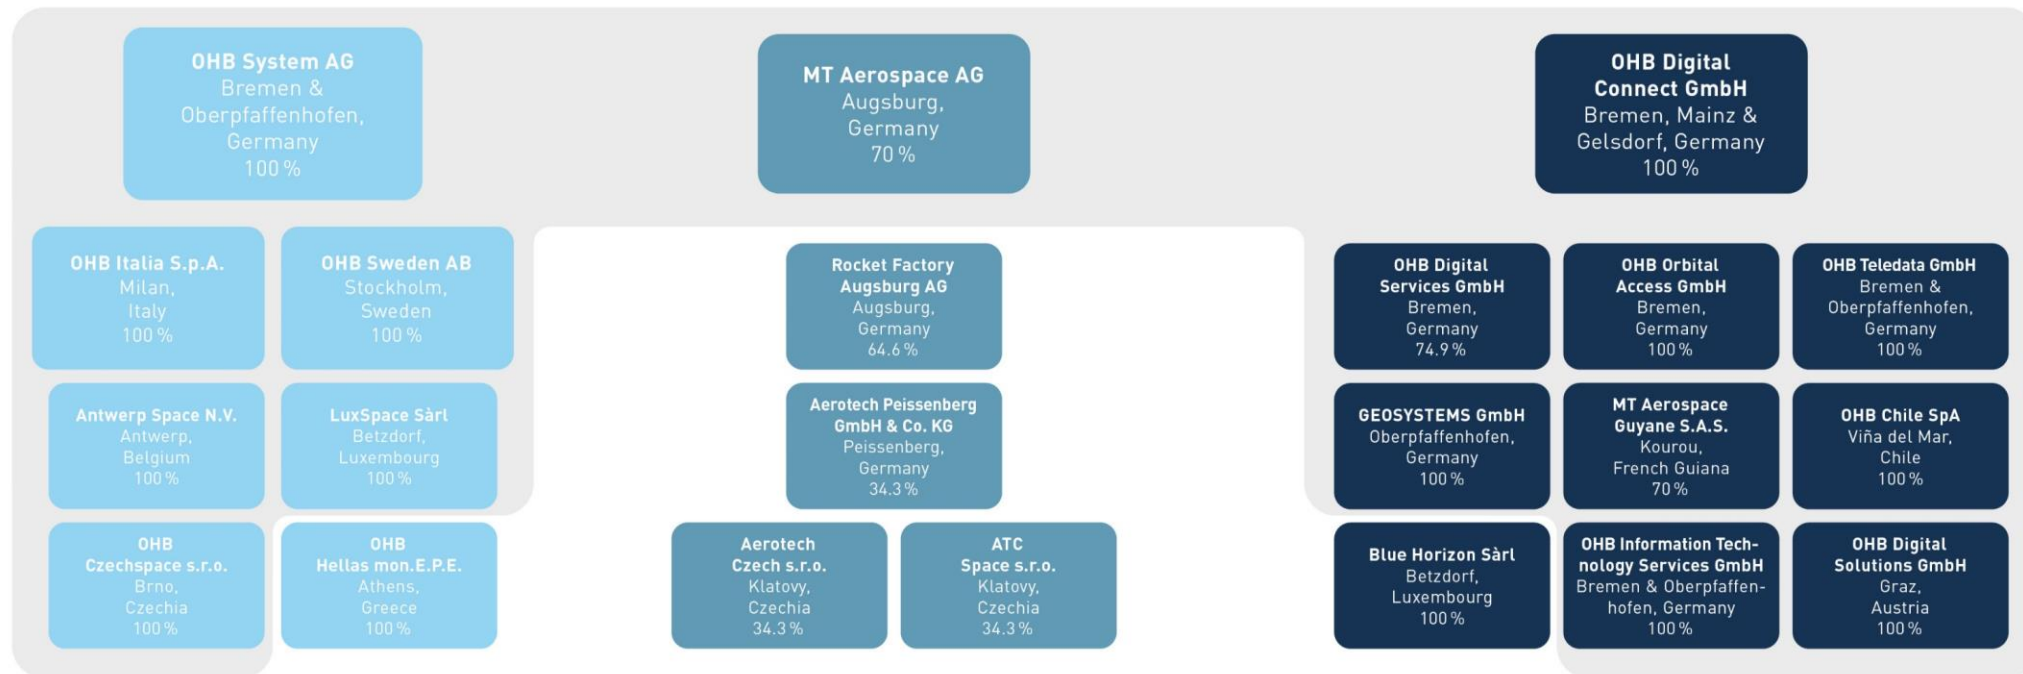 OHB System AG
Bremen &
Oberpfaffenhofen,
Germany
100 %
MT Aerospace AG
Augsburg,
Germany
70 %
OHB Digital
Connect GmbH
Bremen, Mainz &
Gelsdorf, Germany
100 %
OHB Italia S.p.A.
Milan,
Italy
100 %
OHB Sweden AB
Stockholm,
Sweden
100 %
Rocket Factory
Augsburg AG
Augsburg,
Germany
64.6 %
OHB Digital
Services GmbH
Bremen,
Germany
74.9 %
OHB Orbital
Access GmbH
Bremen,
Germany
100 %
OHB Teledata GmbH
Bremen &
Oberpfaffenhofen,
Germany
100 %
Antwerp Space N.V.
Antwerp,
Belgium
100 %
LuxSpace Sàrl
Betzdorf,
Luxembourg
100 %
Aerotech Peissenberg
GmbH & Co. KG
Peissenberg,
Germany
34.3 %
GEOSYSTEMS GmbH
Oberpfaffenhofen,
Germany
100 %
MT Aerospace
Guyane S.A.S.
Kourou,
French Guiana
70 %
OHB Chile SpA
Viña del Mar,
Chile
100 %
OHB
Czechspace s.r.o.
Brno,
Czechia
100 %
OHB
Hellas mon.E.P.E.
Athens,
Greece
100 %
Aerotech
Czech s.r.o.
Klatovy,
Czechia
34.3 %
ATC
Space s.r.o.
Klatovy,
Czechia
34.3 %
Blue Horizon Sàrl
Betzdorf,
Luxembourg
100 %
OHB Information Tech-
nology Services GmbH
Bremen & Oberpfaffen-
hofen, Germany
100 %
OHB Digital
Solutions GmbH
Graz,
Austria
100 %